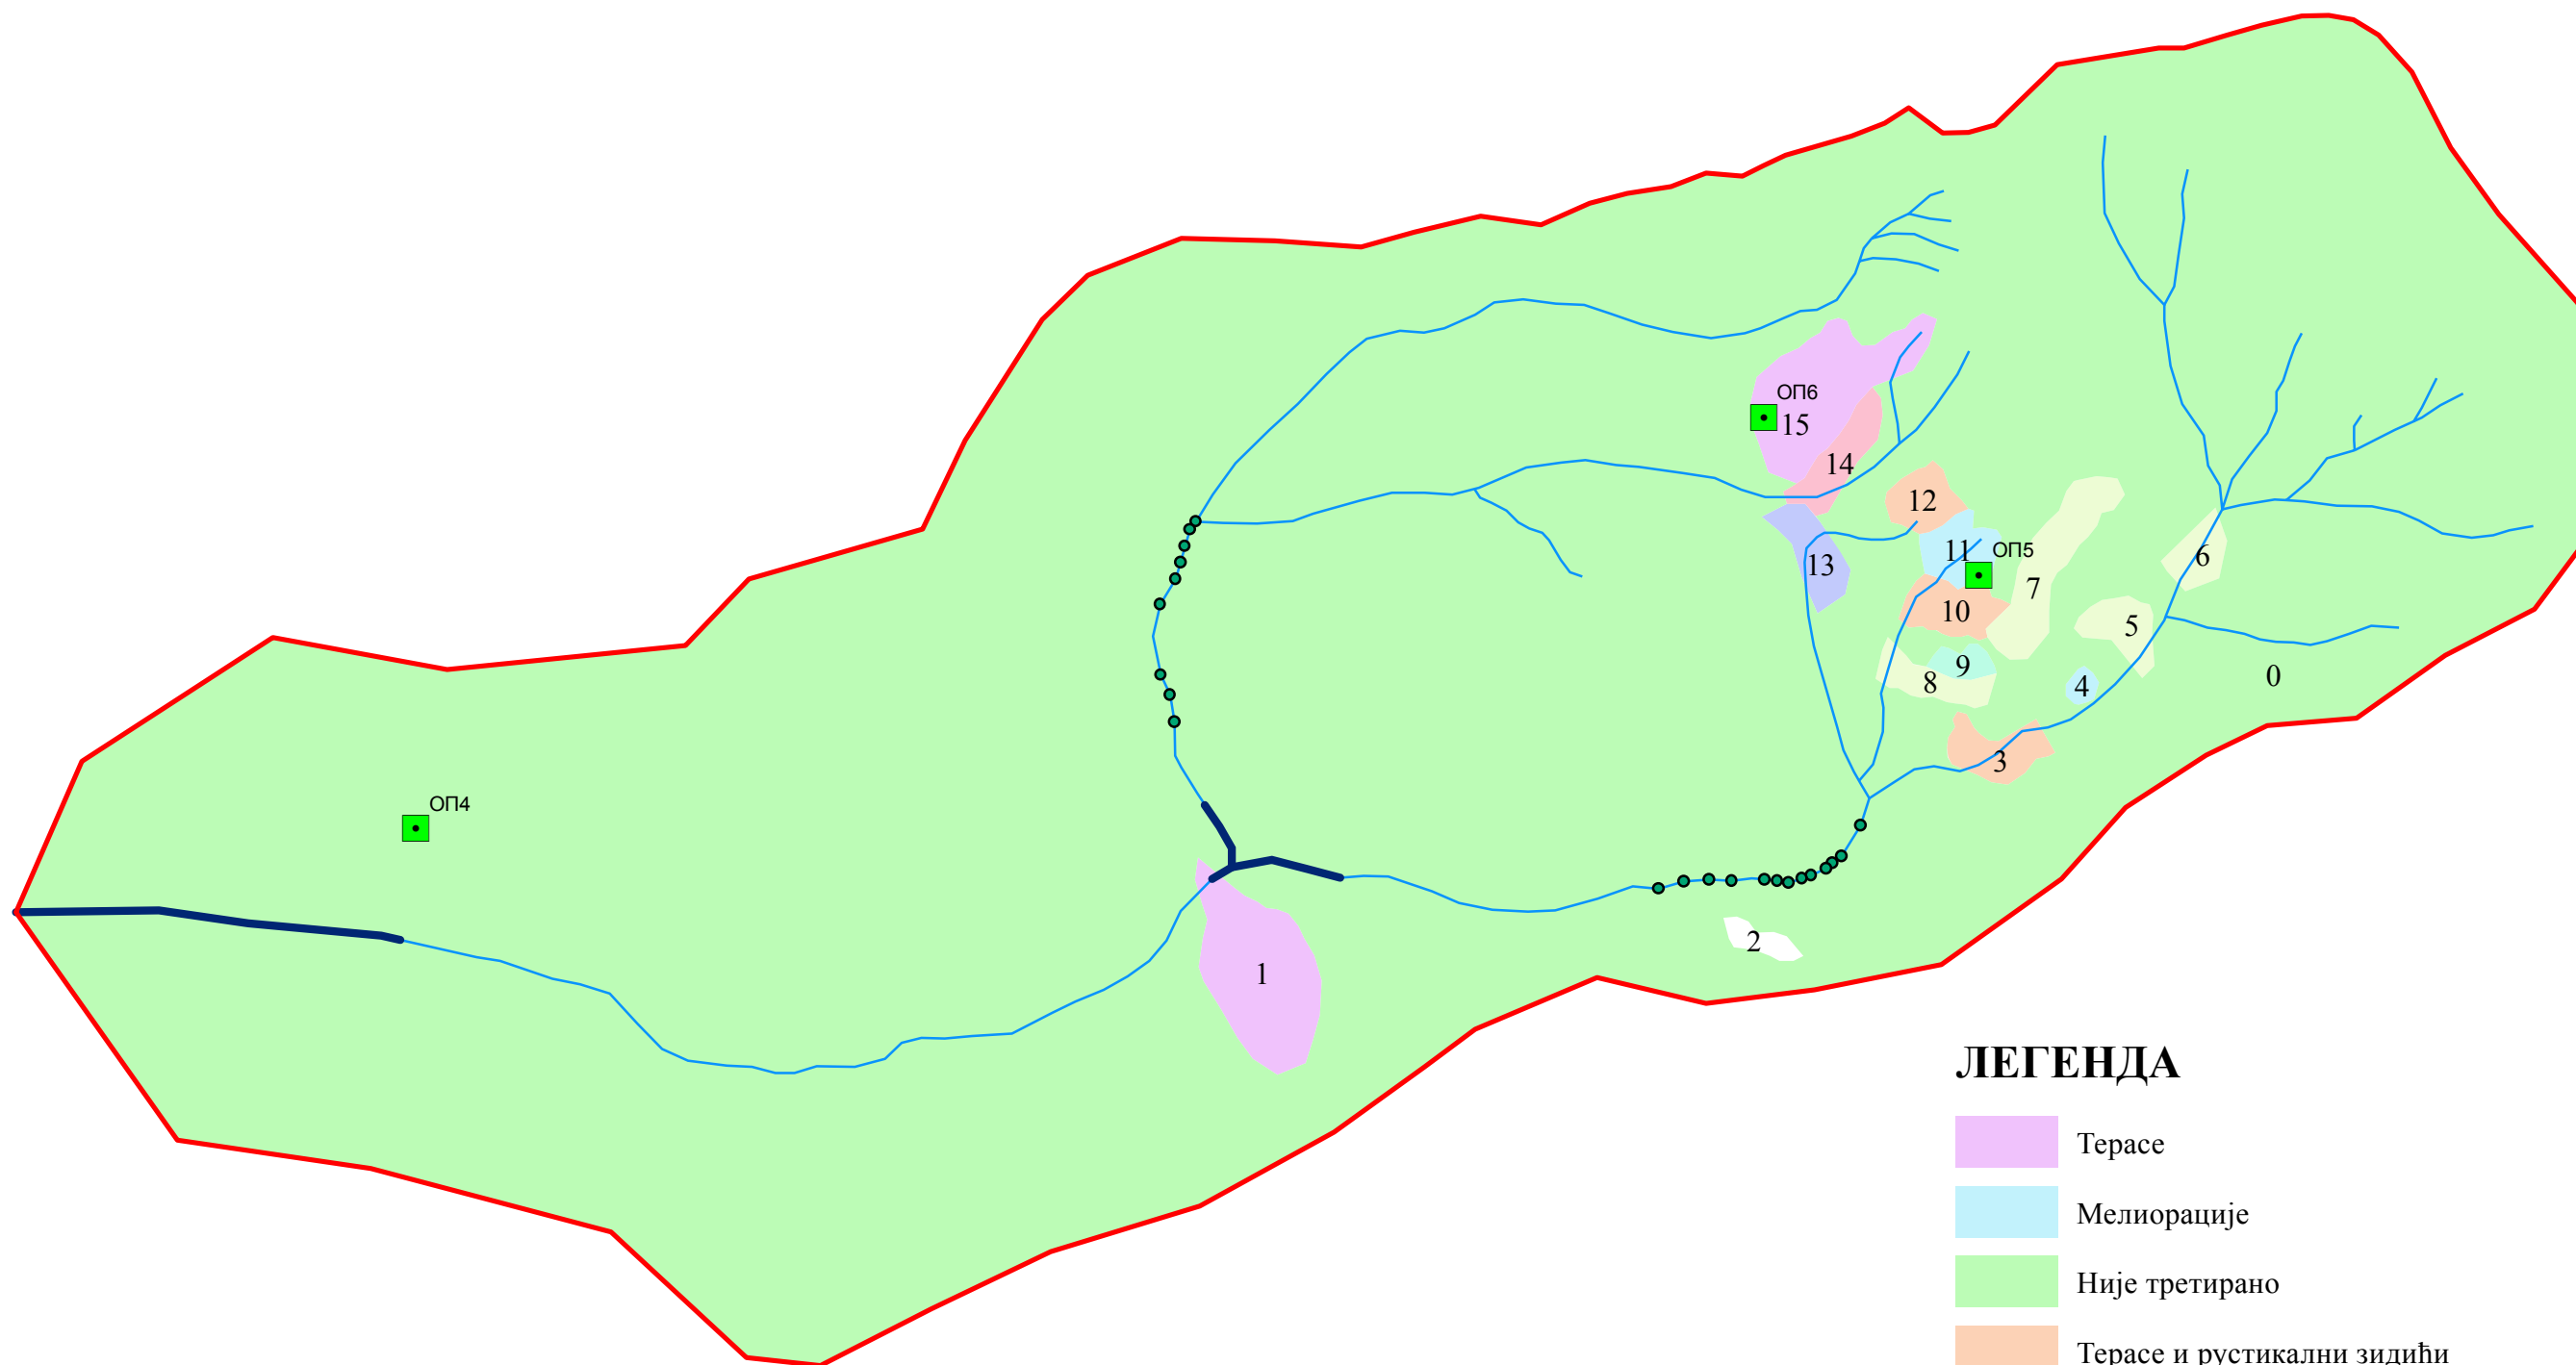 ОП6
15
14
12
11
ОП5
13
7
6
10
5
9
8
4
0
3
ОП4
2
1
ЛЕГЕНДА
Терасе
Мелиорације
Није третирано
Терасе и рустикални зидићи